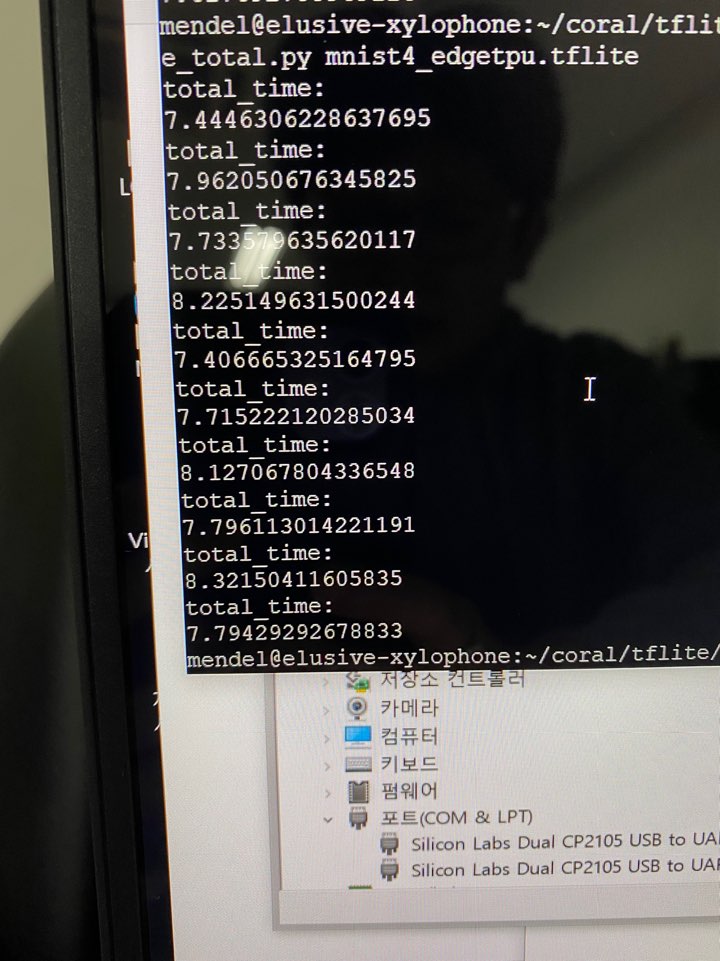 mendel@elusive-xylophone:~/coral/tflit
e_total.py mnist4_edgetpu.tflite
total_time:
7.4446306228637695
total_time:
7.962050676345825
total_time:
7.733579635620117
total_time:
8.225149631500244
total_time:
7.406665325164795
total_time:
7.715222120285034
total_time:
8.127067804336548
total_time:
7.796113014221191
total_time:
8.32150411605835
total_time:
7.79429292678833
mendel@elusive-xylophone:~/coral/tflite/
저장소 컨트롤러
카메라
컴퓨터
키보드
펌웨어
포트(COM & LPT)
Silicon Labs Dual CP2105 USB to UA
Silicon Labs Dual CP2105 USB to UA
Vi